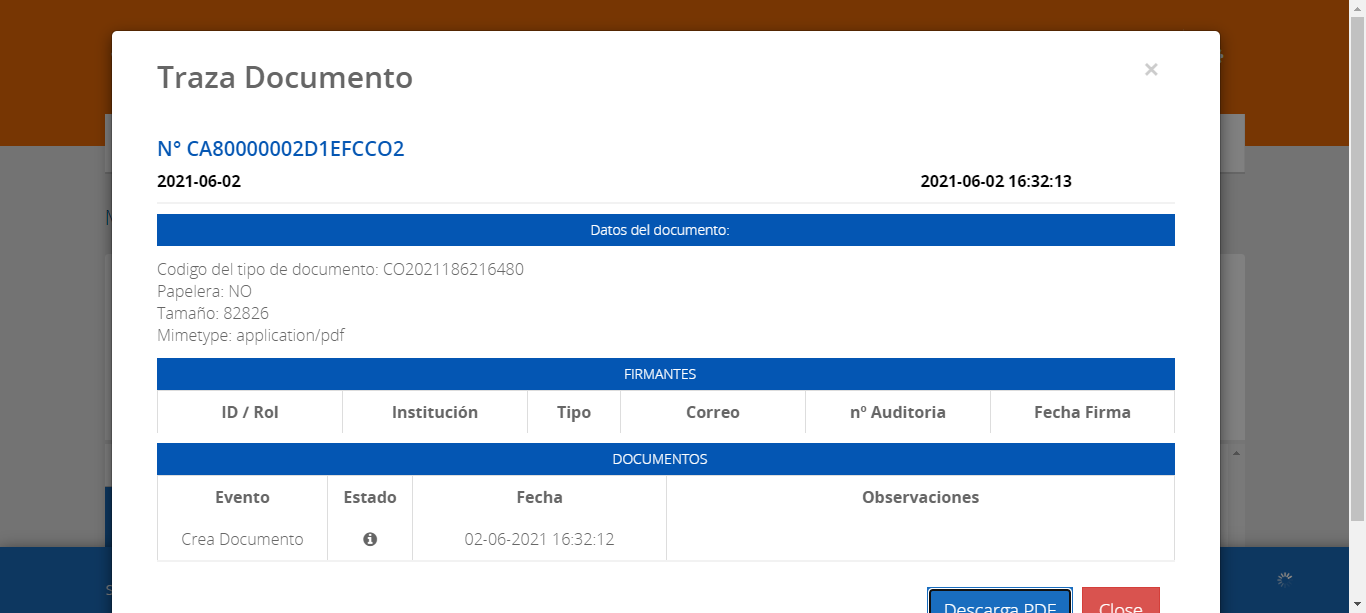 Traza Documento
×
N° CA80000002D1EFCCO2
2021-06-02 2021-06-02 16:32:13
Datos del documento:
Codigo del tipo de documento: CO2021186216480
Papelera: NO
Tamaño: 82826
Mimetype: application/pdf
FIRMANTES
ID / Rol Institución Tipo Correo nº Auditoria Fecha Firma
DOCUMENTOS
Evento Estado Fecha Observaciones
Crea Documento 02-06-2021 16:32:12
Descarga PDF Close